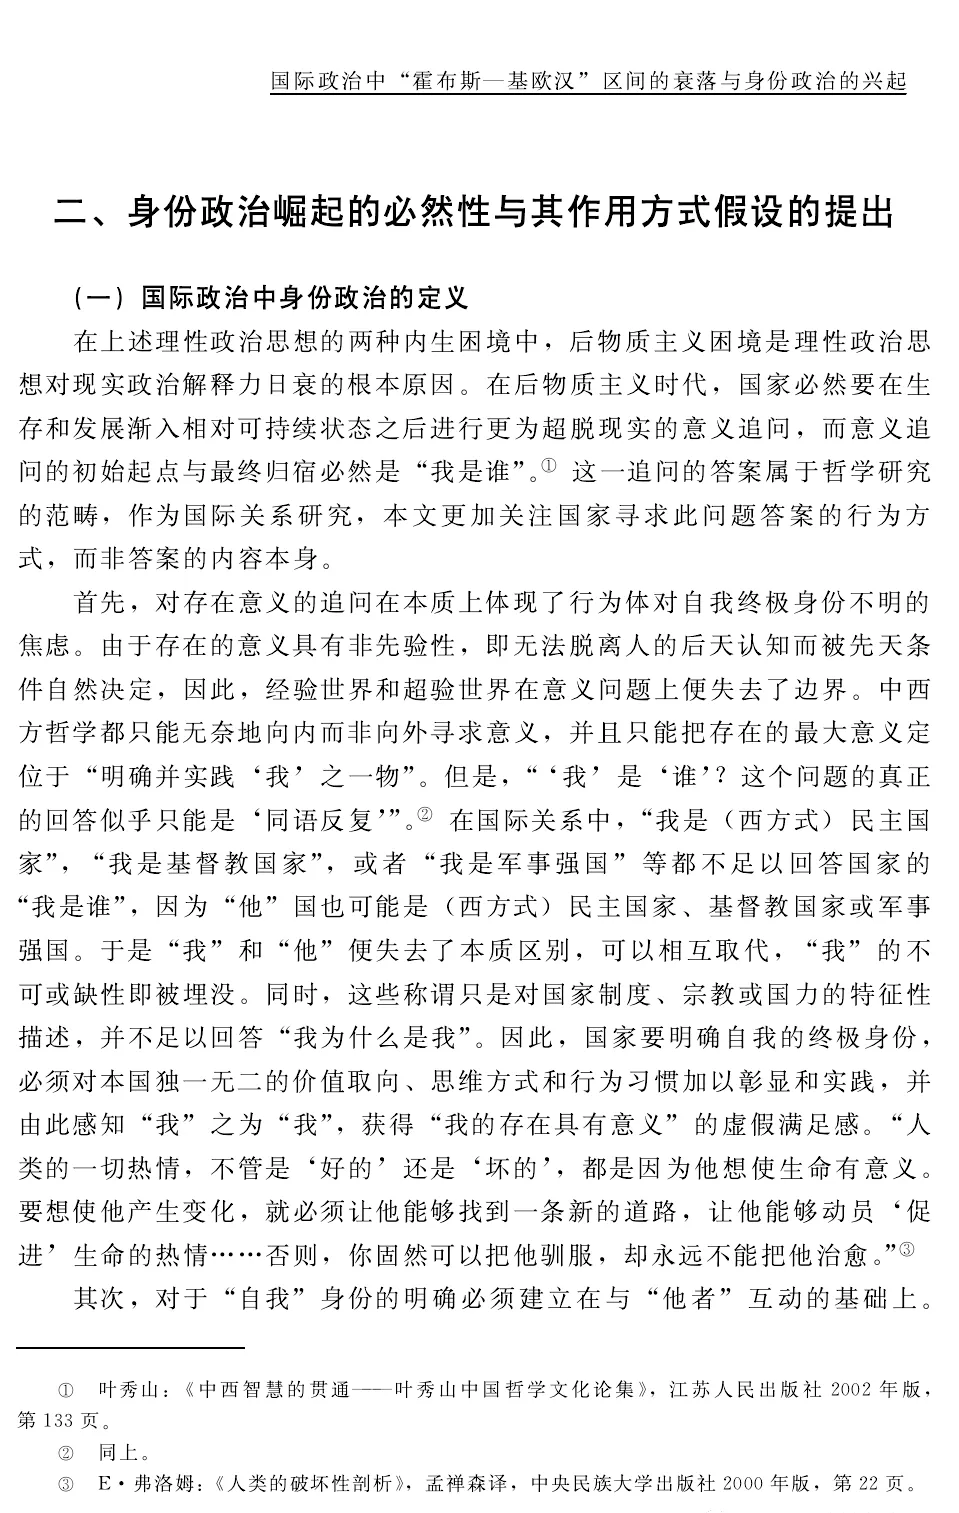 国际政治中“霍布斯—基欧汉”区间的衰落与身份政治的兴起
二、身份政治崛起的必然性与其作用方式假设的提出
（一）国际政治中身份政治的定义
在上述理性政治思想的两种内生困境中，后物质主义困境是理性政治思
想对现实政治解释力日衰的根本原因。在后物质主义时代，国家必然要在生
存和发展渐入相对可持续状态之后进行更为超脱现实的意义追问，而意义追
问的初始起点与最终归宿必然是“我是谁”。① 这一追问的答案属于哲学研究
的范畴，作为国际关系研究，本文更加关注国家寻求此问题答案的行为方
式，而非答案的内容本身。
首先，对存在意义的追问在本质上体现了行为体对自我终极身份不明的
焦虑。由于存在的意义具有非先验性，即无法脱离人的后天认知而被先天条
件自然决定，因此，经验世界和超验世界在意义问题上便失去了边界。中西
方哲学都只能无奈地向内而非向外寻求意义，并且只能把存在的最大意义定
位于“明确并实践‘我’之一物”。但是，“‘我’是‘谁’？这个问题的真正
的回答似乎只能是‘同语反复’”。② 在国际关系中，“我是（西方式）民主国
家”，“我是基督教国家”，或者“我是军事强国”等都不足以回答国家的
“我是谁”，因为“他”国也可能是（西方式）民主国家、基督教国家或军事
强国。于是“我”和“他”便失去了本质区别，可以相互取代，“我”的不
可或缺性即被埋没。同时，这些称谓只是对国家制度、宗教或国力的特征性
描述，并不足以回答“我为什么是我”。因此，国家要明确自我的终极身份，
必须对本国独一无二的价值取向、思维方式和行为习惯加以彰显和实践，并
由此感知“我”之为“我”，获得“我的存在具有意义”的虚假满足感。“人
类的一切热情，不管是‘好的’还是‘坏的’，都是因为他想使生命有意义。
要想使他产生变化，就必须让他能够找到一条新的道路，让他能够动员‘促
进’生命的热情……否则，你固然可以把他驯服，却永远不能把他治愈。”③
其次，对于“自我”身份的明确必须建立在与“他者”互动的基础上。
① 叶秀山：《中西智慧的贯通——叶秀山中国哲学文化论集》，江苏人民出版社 2002 年版，
第 133 页。
② 同上。
③ E·弗洛姆：《人类的破坏性剖析》，孟禅森译，中央民族大学出版社 2000 年版，第 22 页。